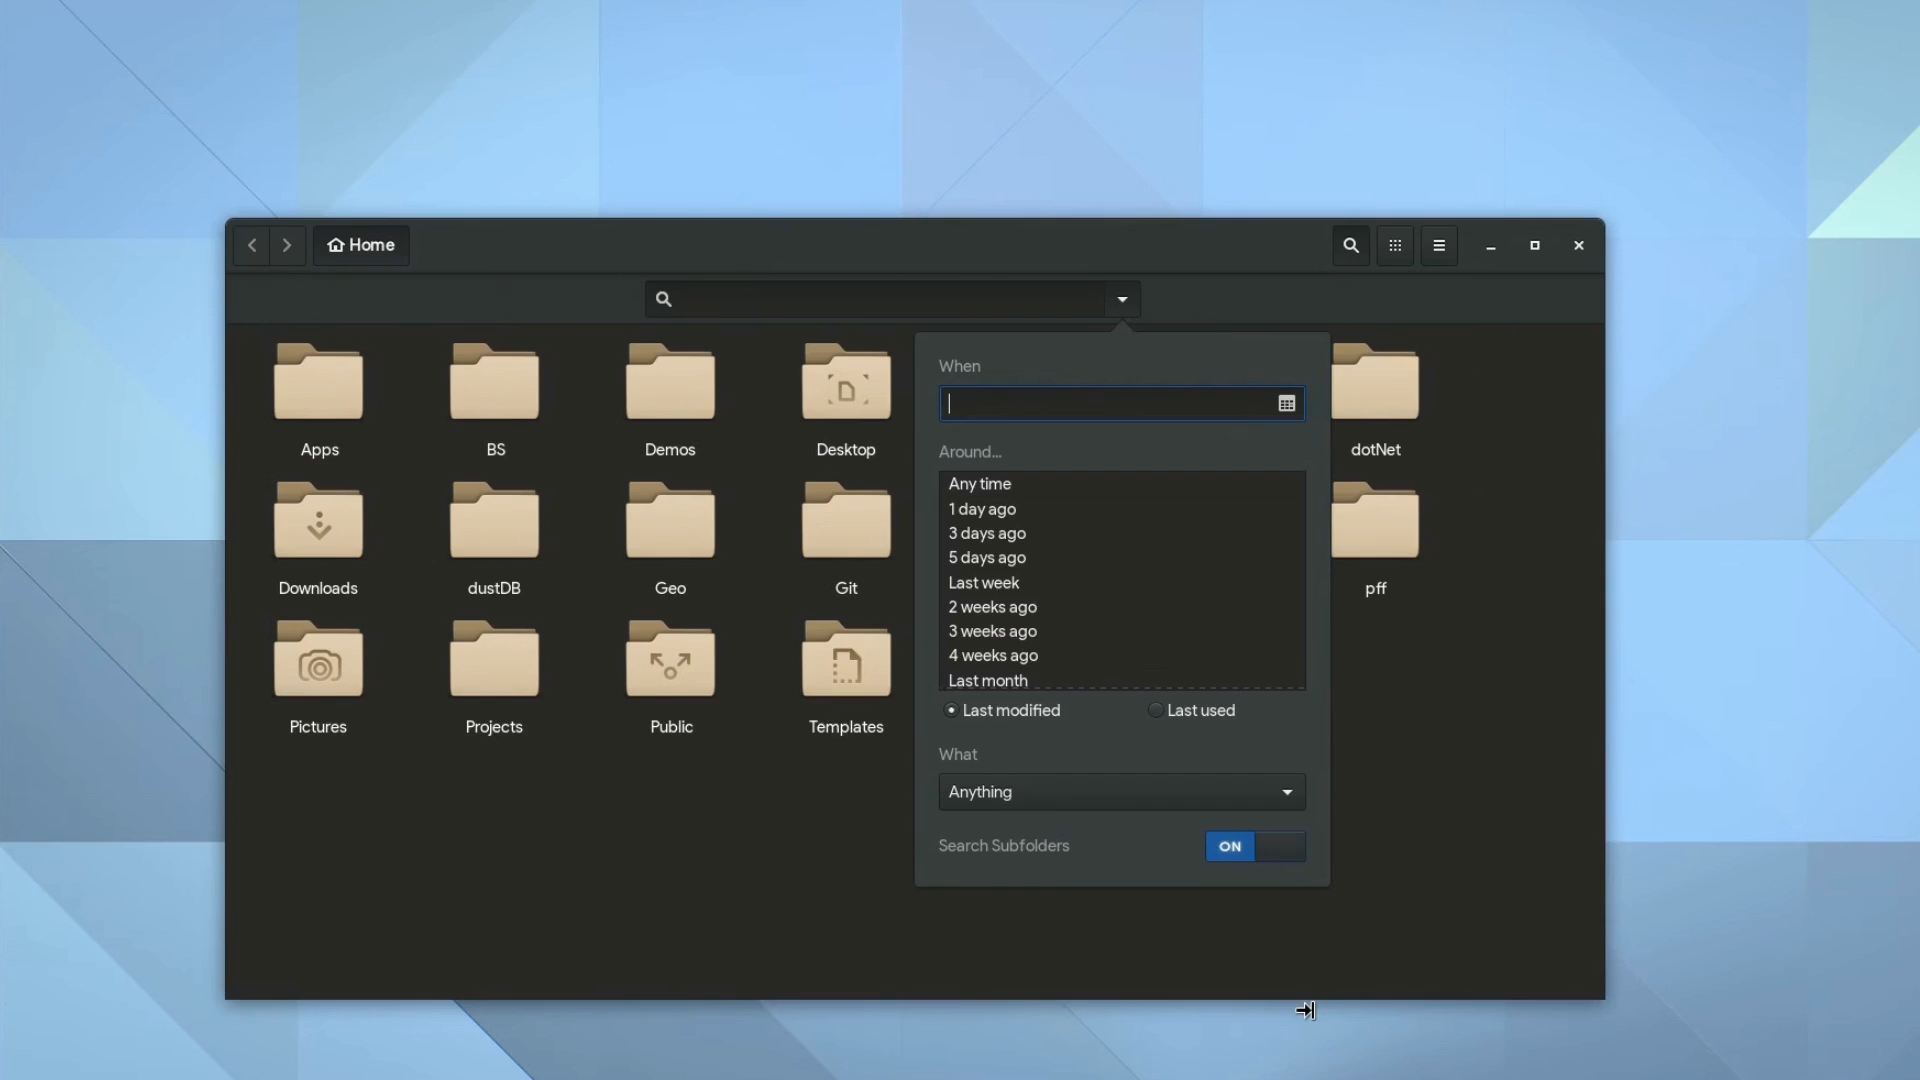 Home
When
Around...
Any time
1 day ago
3 days ago
5 days ago
Last week
2 weeks ago
3 weeks ago
4 weeks ago
Last month
Last modified
Last used
What
Anything
Search Subfolders
ON
Apps
BS
Demos
Desktop
dotNet
Downloads
dustDB
Geo
Git
pff
Pictures
Projects
Public
Templates